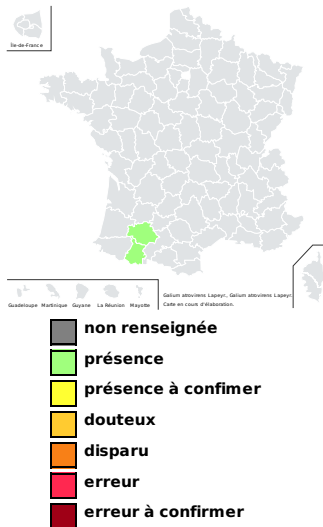 Île-de-France
Guadeloupe Martinique Guyane La Réunion Mayotte
Galium atrovirens Lapeyr., Galium atrovirens Lapeyr.
Carte en cours d'élaboration.
non renseignée
présence
présence à confimer
douteux
disparu
erreur
erreur à confirmer